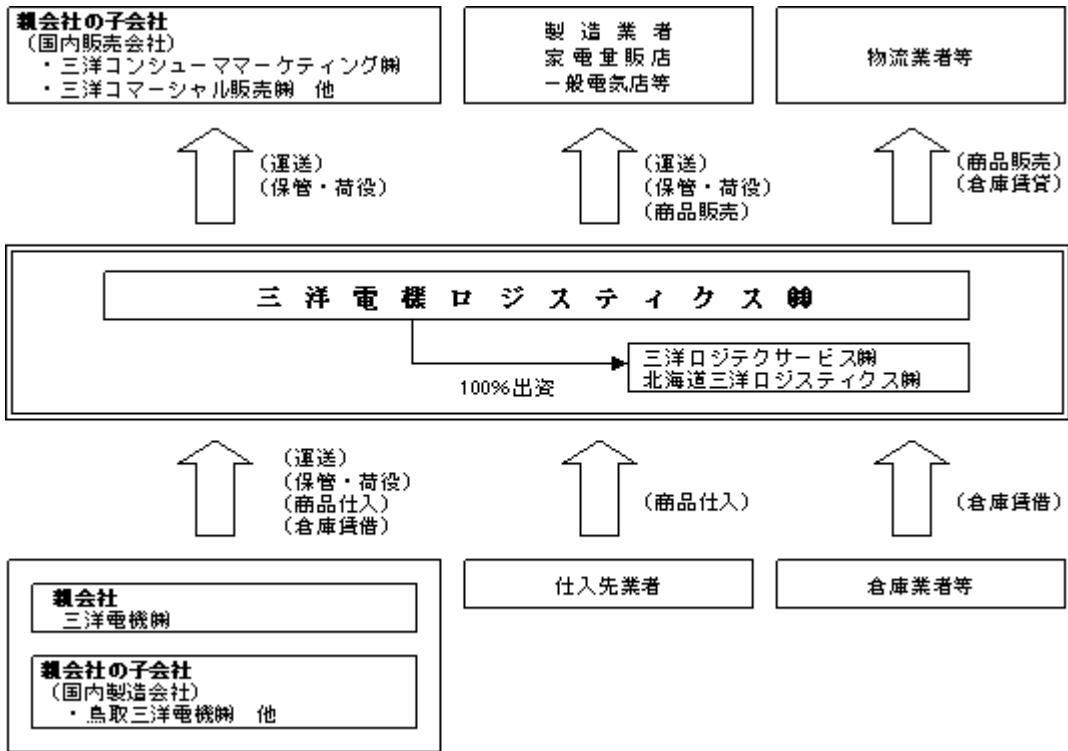 親会社の子会社
（国内販売会社）
・三洋コンシューママーケティング㈱
・三洋コマーシャル販売㈱　他
製造業者
家電量販店
一般電気店等
物流業者等
（運送）
（保管・荷役）
（運送）
（保管・荷役）
（商品販売）
（商品販売）
（倉庫賃貸）
三洋電機ロジスティクス㈱
三洋ロジテクサービス㈱
北海道三洋ロジスティクス㈱
100%出資
（運送）
（保管・荷役）
（商品仕入）
（倉庫賃借）
（商品仕入）
（倉庫賃借）
親会社
三洋電機㈱
親会社の子会社
（国内製造会社）
・鳥取三洋電機㈱　他
仕入先業者
倉庫業者等